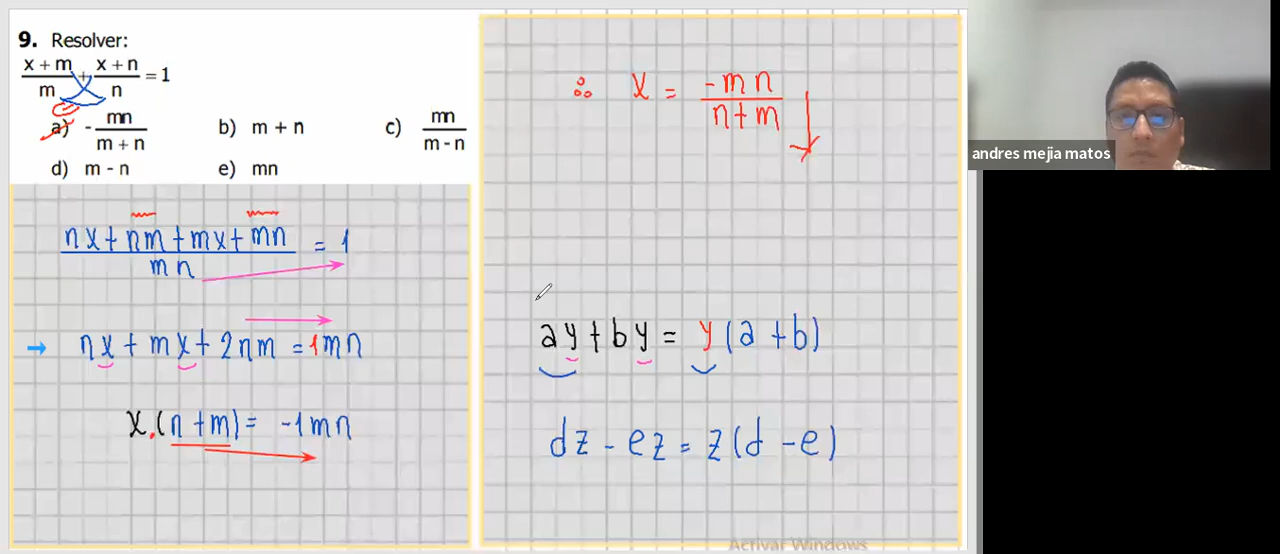 9. Resolver:
x + m / m + x + n / n = 1
a) - mn / m + n
b) m + n
c) mn / m - n
d) m - n
e) mn
nx + nm + mx + mn / mn = 1
→ nx + mx + 2nm = 1mn
x.(n + m) = -1mn
∴ x = -mn / n + m
ay + by = y(a + b)
dz - ez = z(d - e)
andres mejia matos
Activar Windows